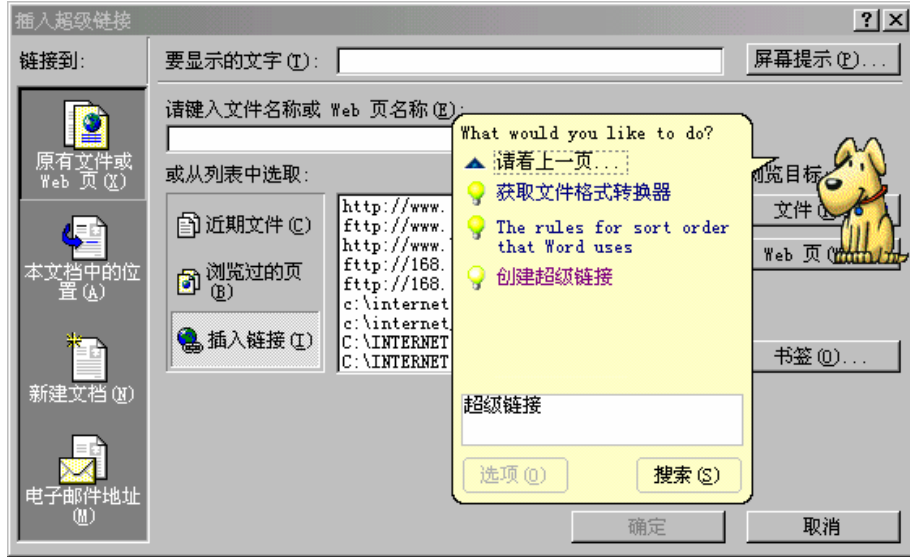 插入超级链接
链接到:
要显示的文字(T):
屏幕提示(P)...
原有文件或
Web 页(X)
本文档中的位
置(A)
新建文档(N)
电子邮件地址
(M)
请键入文件名称或 Web 页名称(E):
或从列表中选取:
近期文件(C)
浏览过的页
(B)
插入链接(I)
http://www.
fttp://www.
http://www.
fttp://168.
fttp://168.
c:\internet
c:\internet
C:\INTERNET
C:\INTERNET
What would you like to do?
请看上一页...
获取文件格式转换器
The rules for sort order
that Word uses
创建超级链接
超级链接
选项(O)
搜索(S)
览目标
文件
Web 页
书签(O)...
确定
取消